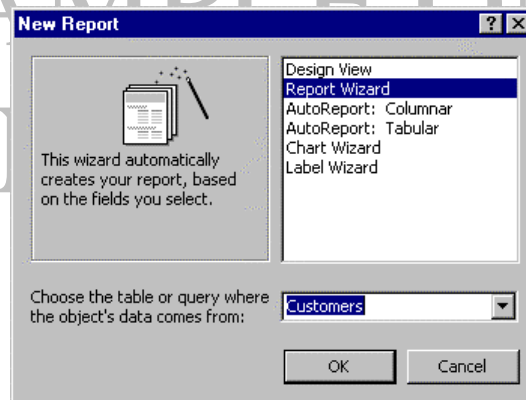 New Report
Design View
Report Wizard
AutoReport: Columnar
AutoReport: Tabular
Chart Wizard
Label Wizard
This wizard automatically
creates your report, based
on the fields you select.
Choose the table or query where
the object's data comes from:
Customers
OK
Cancel